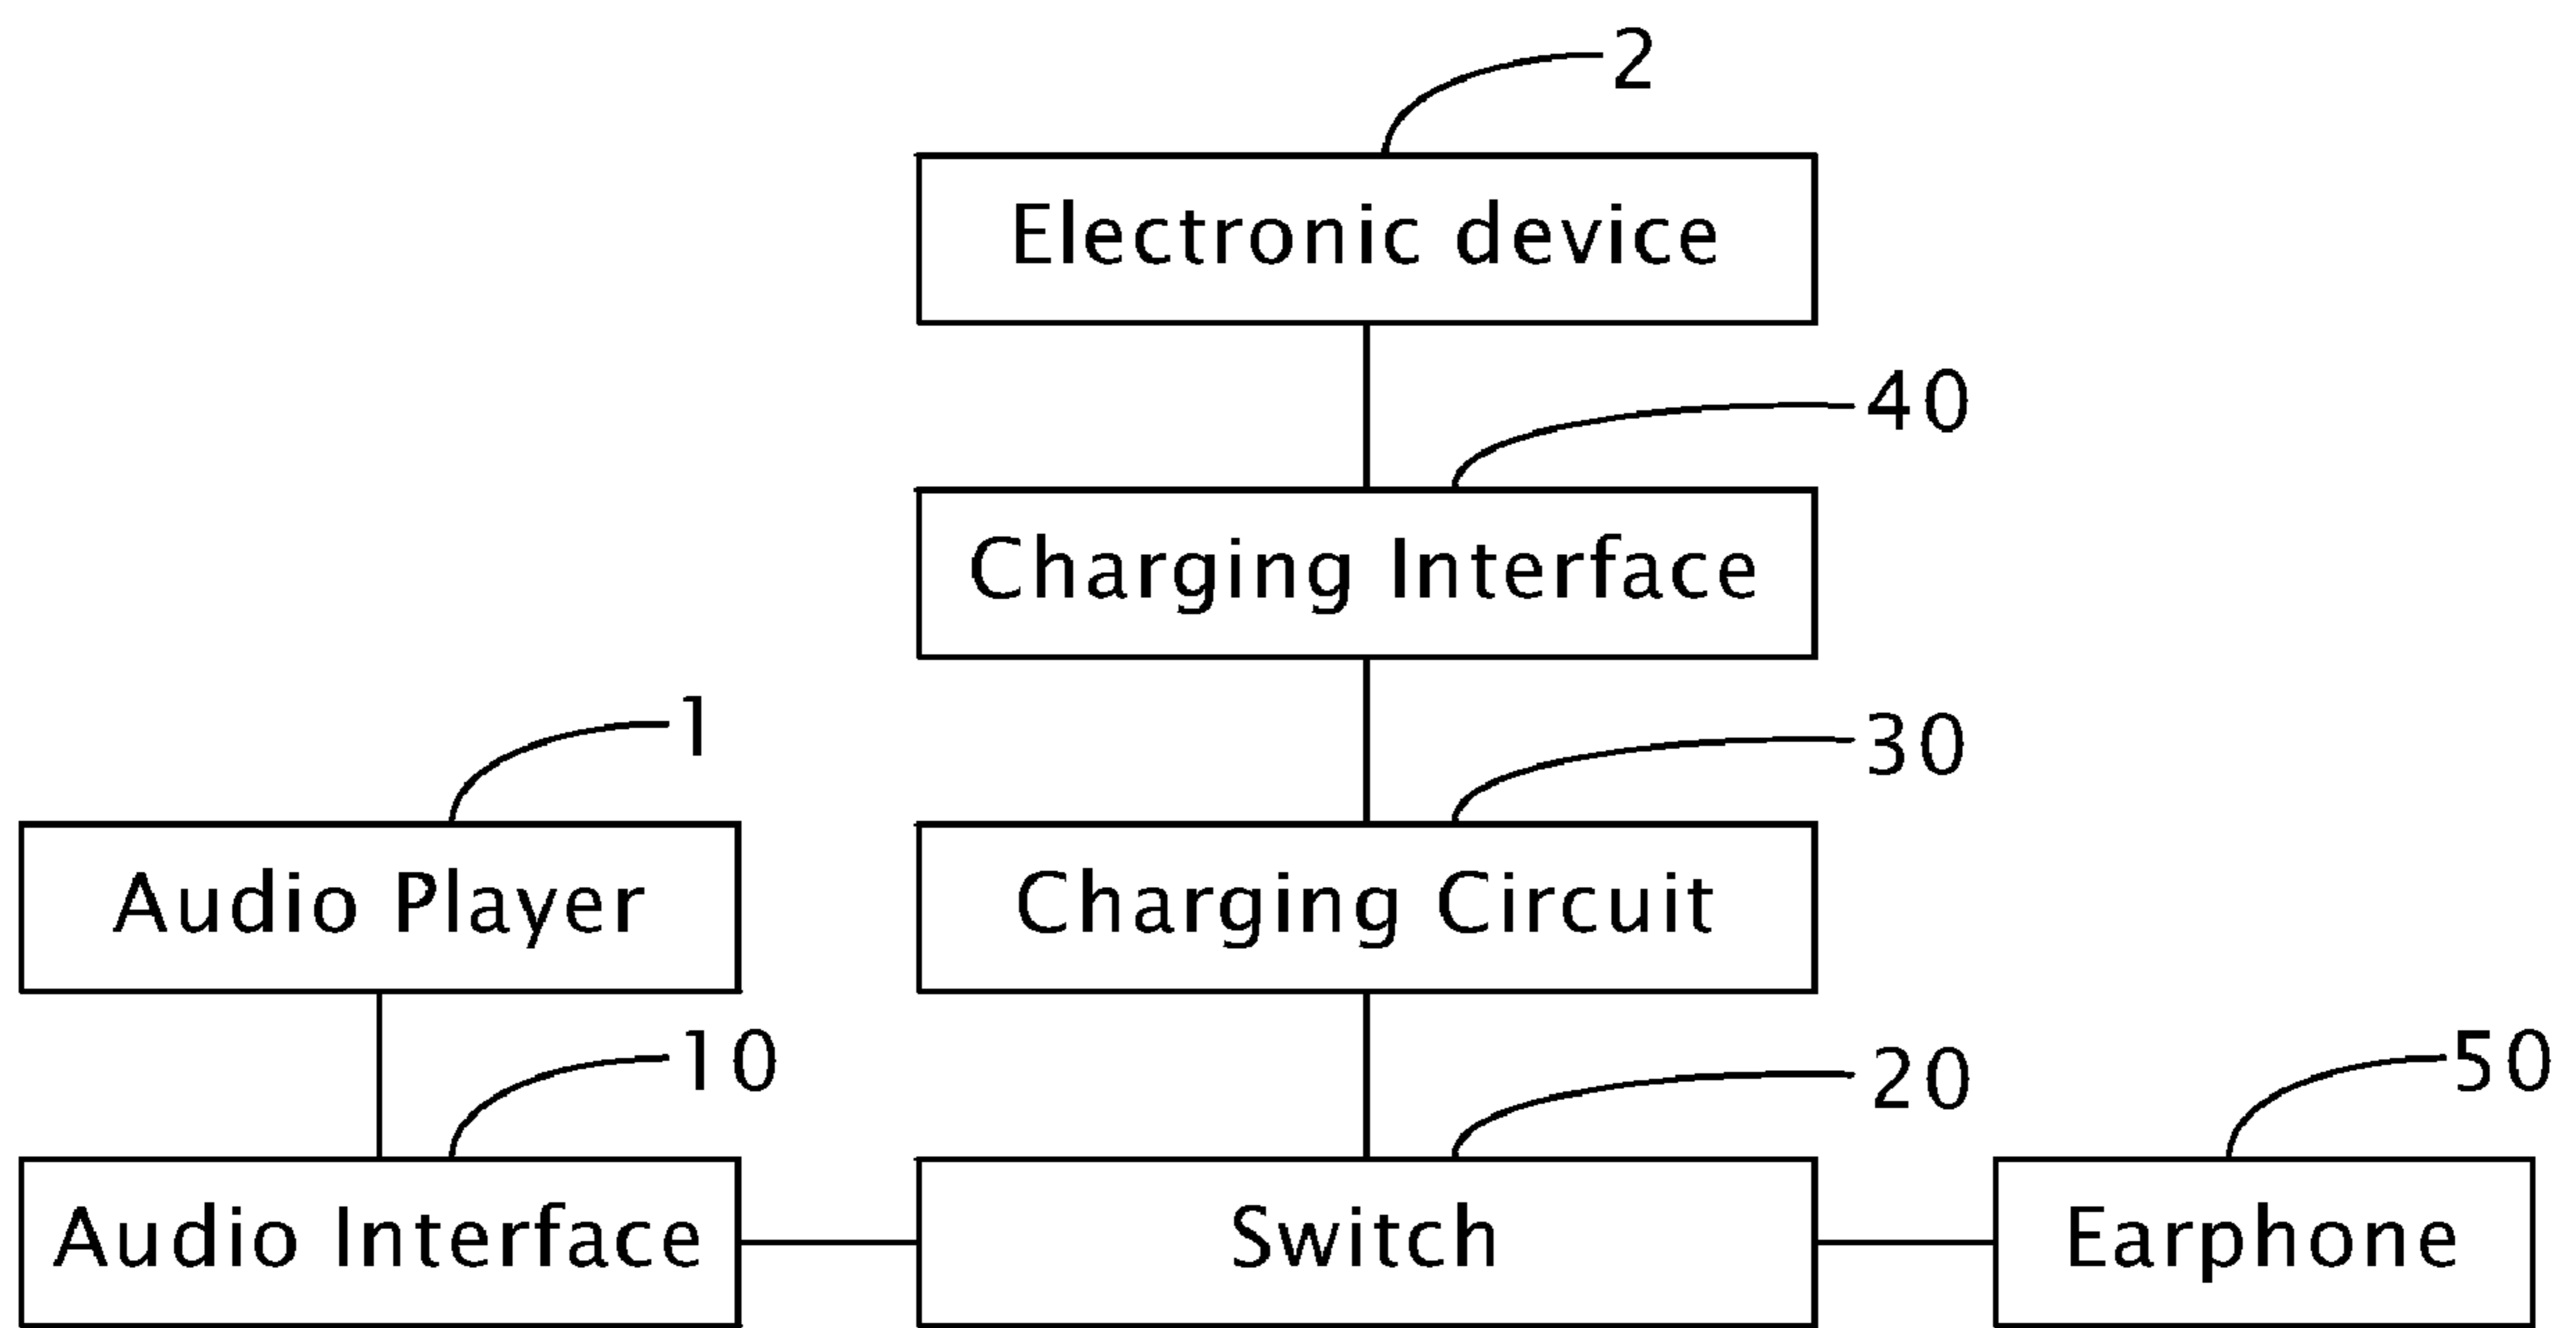 2
Electronic device
40
Charging Interface
1
30
Audio Player
Charging Circuit
10
20
50
Audio Interface
Switch
Earphone